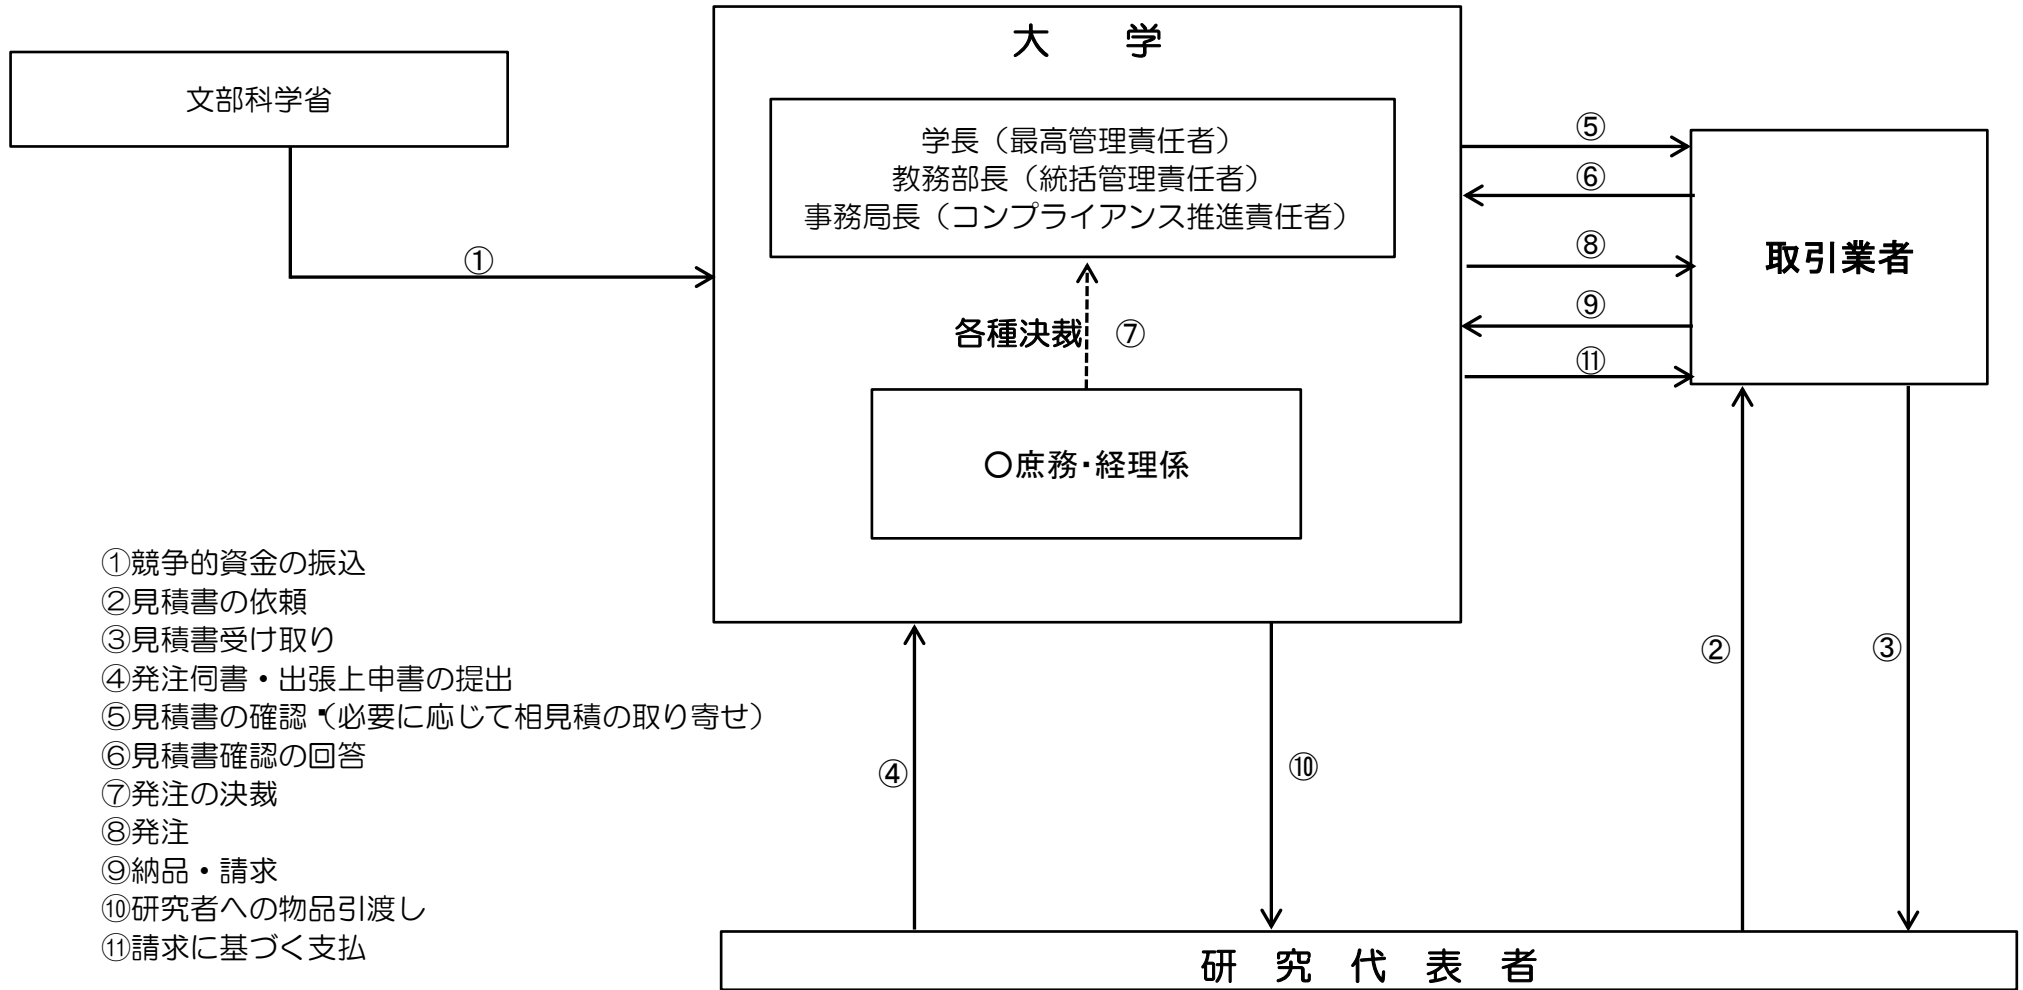 大 学
文部科学省
学長（最高管理責任者）
教務部長（統括管理責任者）
事務局長（コンプライアンス推進責任者）
⑤
⑥
①
⑧
取引業者
⑨
各種決裁 ⑦
⑪
〇庶務・経理係
①競争的資金の振込
②見積書の依頼
③見積書受け取り
④発注伺書・出張上申書の提出
⑤見積書の確認・（必要に応じて相見積の取り寄せ）
⑥見積書確認の回答
⑦発注の決裁
⑧発注
⑨納品・請求
⑩研究者への物品引渡し
⑪請求に基づく支払
②
③
④
⑩
研 究 代 表 者